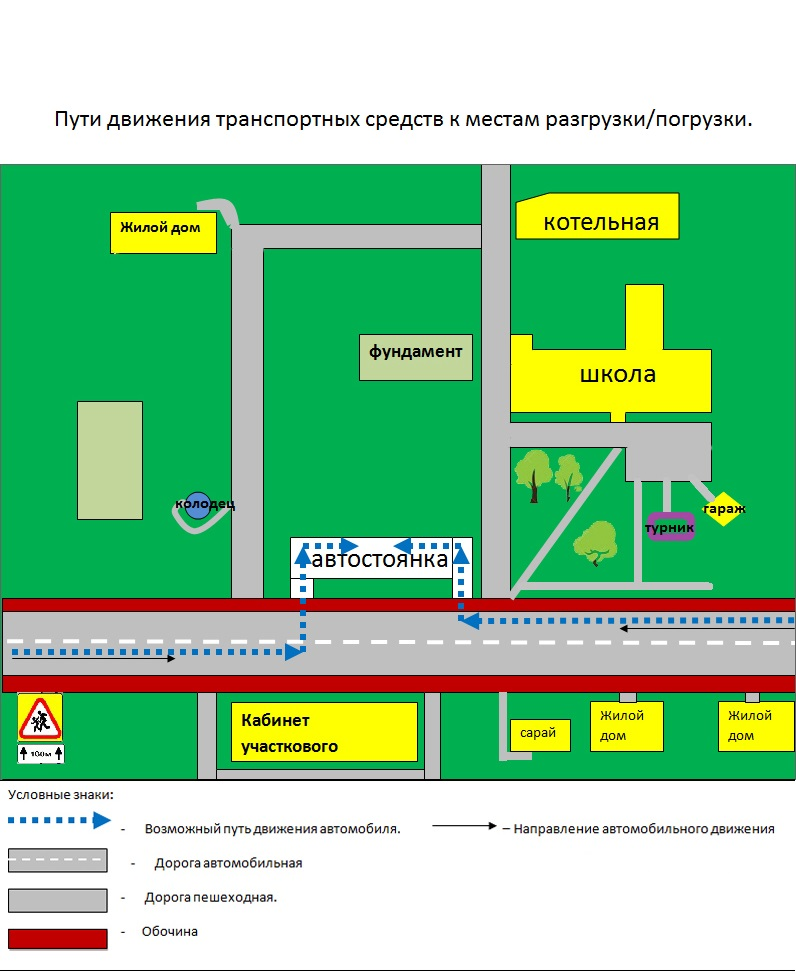 Пути движения транспортных средств к местам разгрузки/погрузки.
Жилой дом
котельная
фундамент
школа
колодец
гараж
турник
автостоянка
100м
Кабинет
участкового
сарай
Жилой
дом
Жилой
дом
Условные знаки:
- Возможный путь движения автомобиля.
– Направление автомобильного движения
- Дорога автомобильная
- Дорога пешеходная.
- Обочина